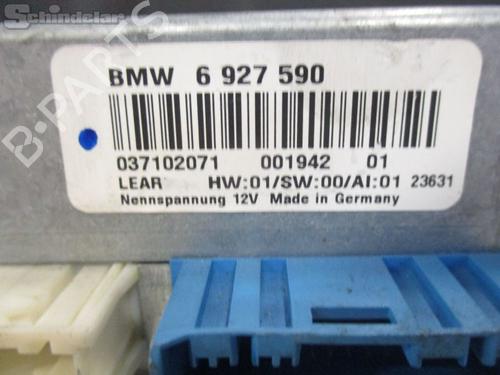 Schindelar
B-PARTS
BMW 6 927 590
037102071 001942 01
LEAR HW:01/SW:00/AI:01 23631
Nennspannung 12V Made in Germany